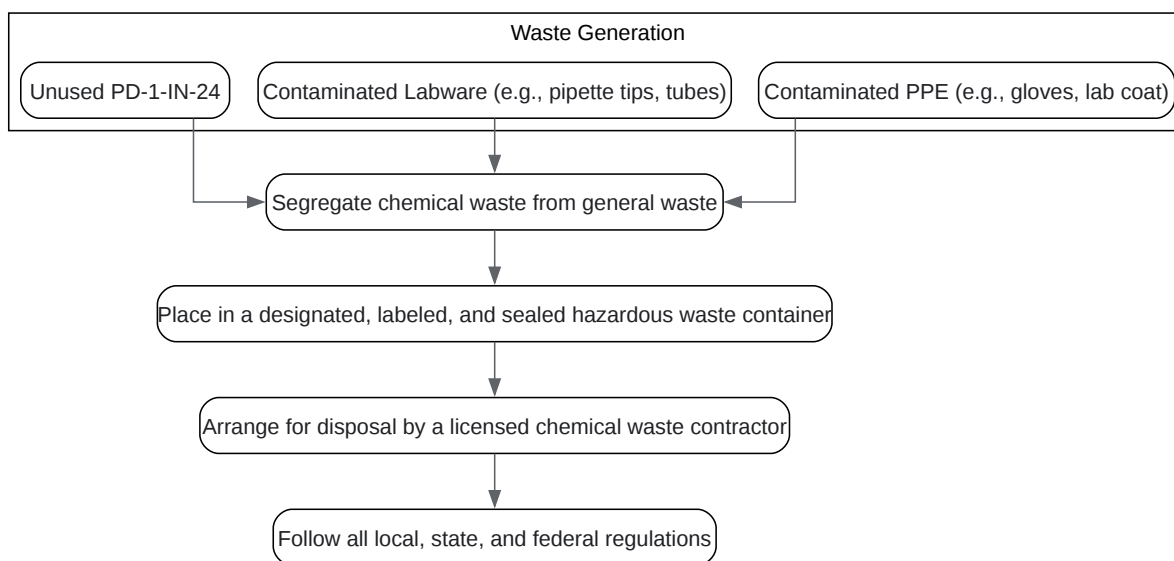 Waste Generation
Unused PD-1-IN-24
Contaminated Labware (e.g., pipette tips, tubes)
Contaminated PPE (e.g., gloves, lab coat)
Segregate chemical waste from general waste
Place in a designated, labeled, and sealed hazardous waste container
Arrange for disposal by a licensed chemical waste contractor
Follow all local, state, and federal regulations